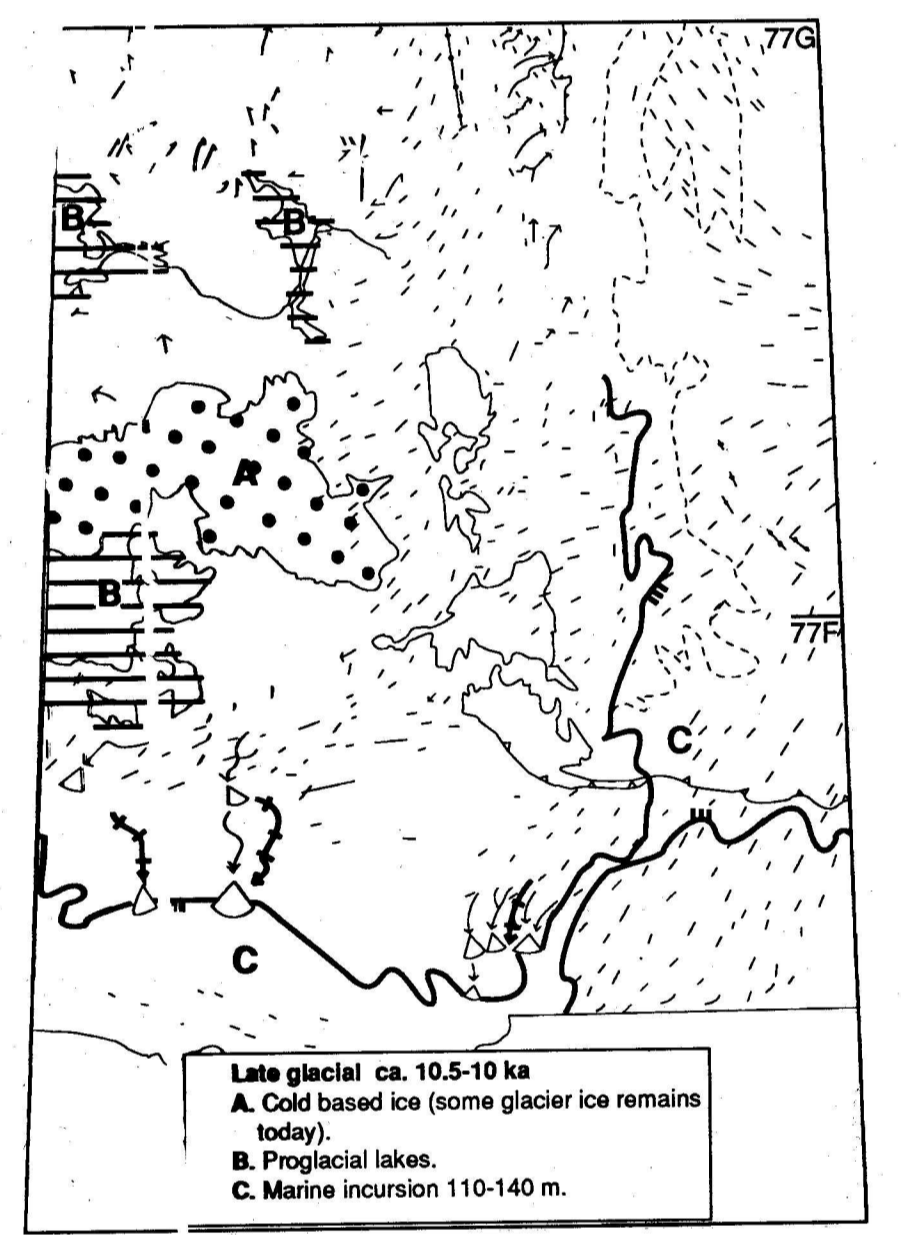 77G
B
B
A
B
77F
C
C
Late glacial ca. 10.5-10 ka
A. Cold based ice (some glacier ice remains
today).
B. Proglacial lakes.
C. Marine incursion 110-140 m.